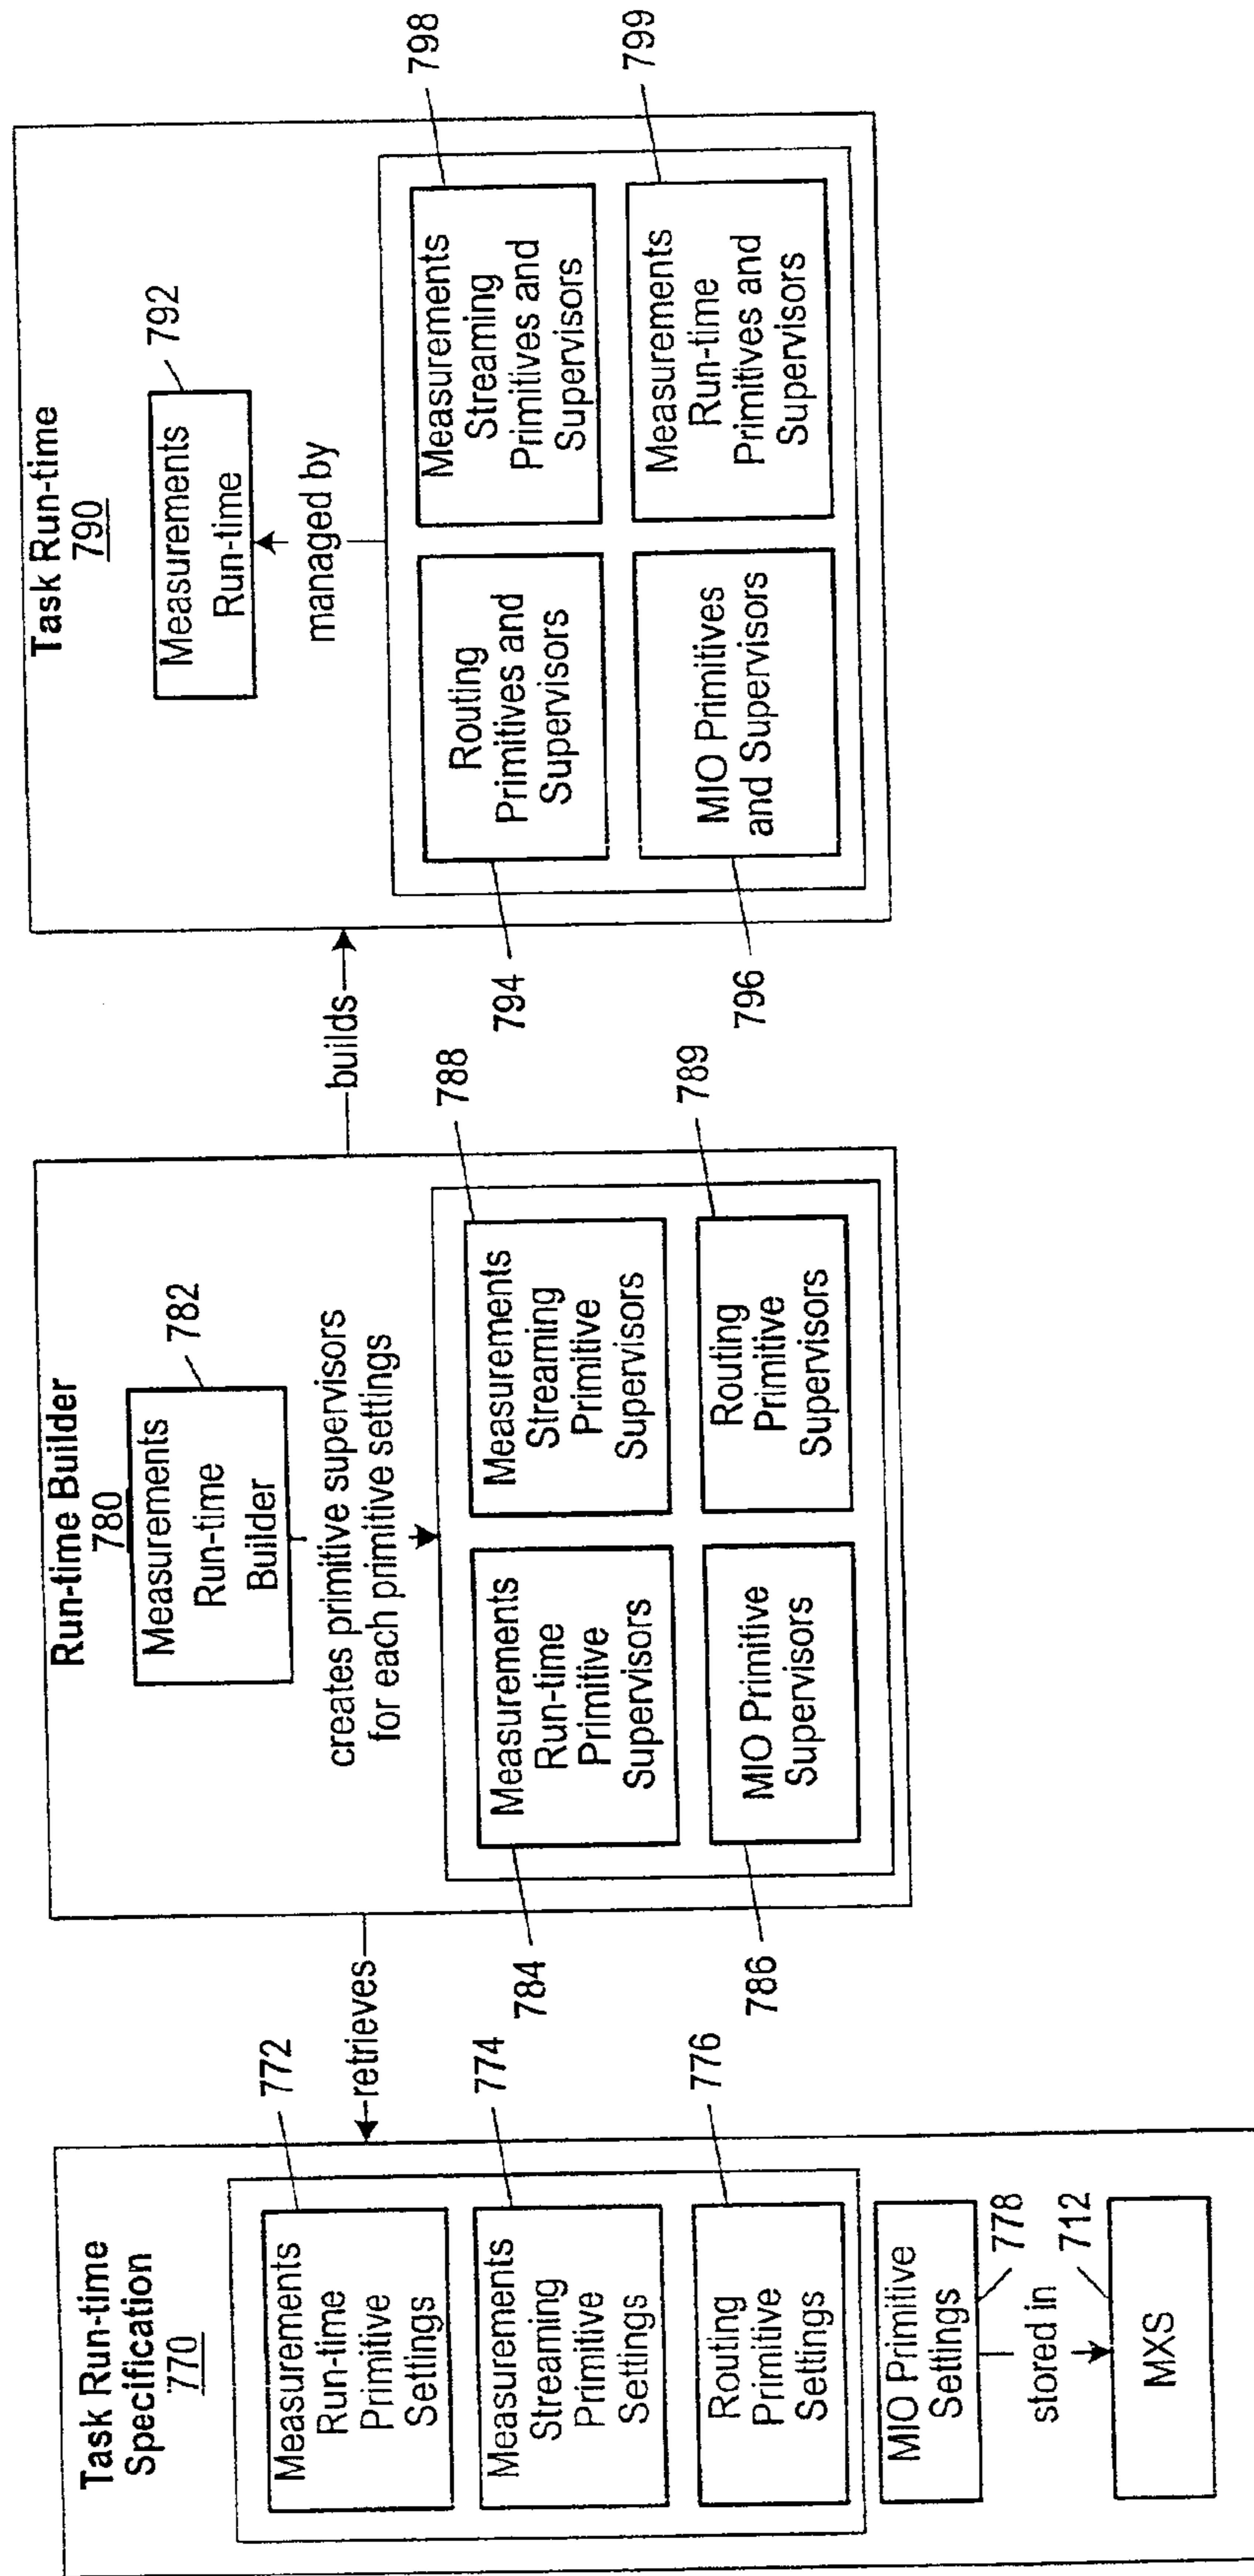 Task Run-time
Specification
770
772
Measurements
Run-time
Primitive
Settings
774
Measurements
Streaming
Primitive
Settings
776
Routing
Primitive
Settings
MIO Primitive
Settings
778
stored in
712
MXS
retrieves
Run-time Builder
780
782
Measurements
Run-time
Builder
creates primitive supervisors
for each primitive settings
784
Measurements
Run-time
Primitive
Supervisors
788
Measurements
Streaming
Primitive
Supervisors
786
MIO Primitive
Supervisors
789
Routing
Primitive
Supervisors
builds
Task Run-time
790
792
Measurements
Run-time
managed by
794
Routing
Primitives and
Supervisors
798
Measurements
Streaming
Primitives and
Supervisors
796
MIO Primitives
and Supervisors
799
Measurements
Run-time
Primitives and
Supervisors